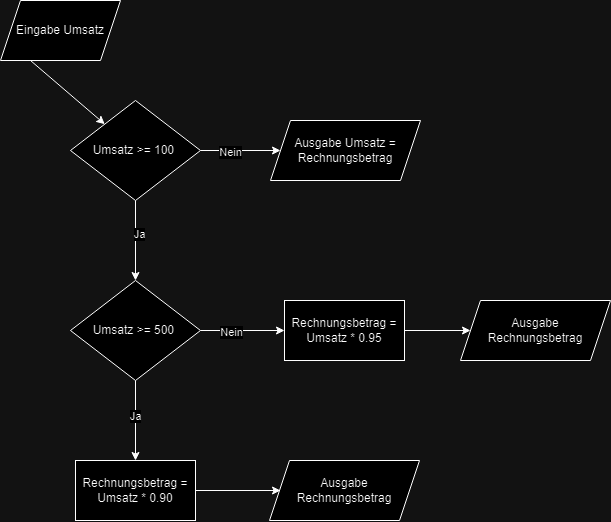 Eingabe Umsatz
Umsatz >= 100
Nein
Ausgabe Umsatz =
Rechnungsbetrag
Ja
Umsatz >= 500
Nein
Rechnungsbetrag =
Umsatz * 0.95
Ausgabe
Rechnungsbetrag
Ja
Rechnungsbetrag =
Umsatz * 0.90
Ausgabe
Rechnungsbetrag